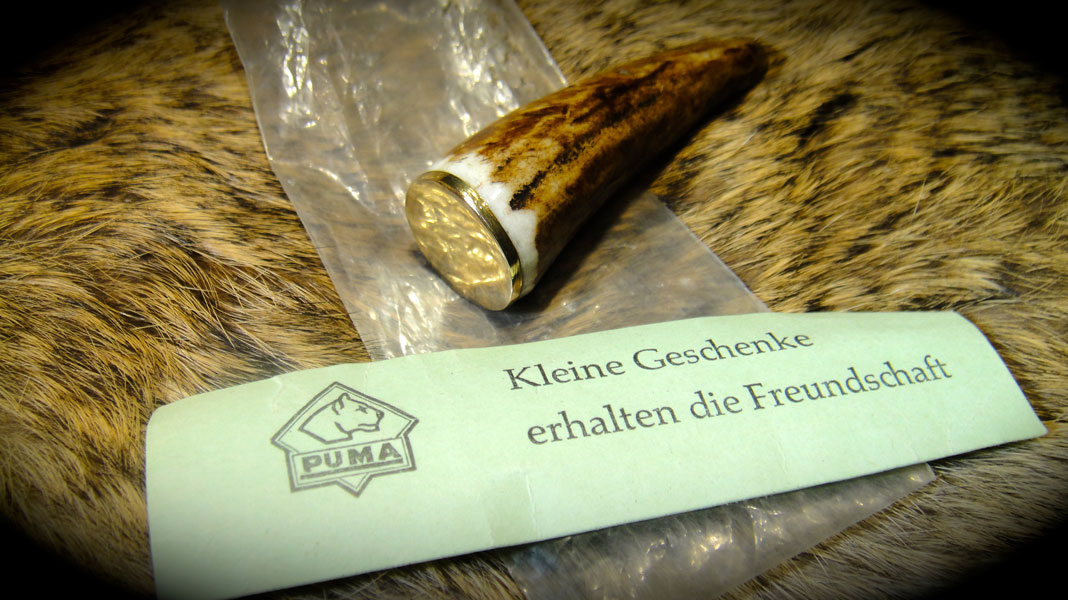 PUMA
Kleine Geschenke
erhalten die Freundschaft